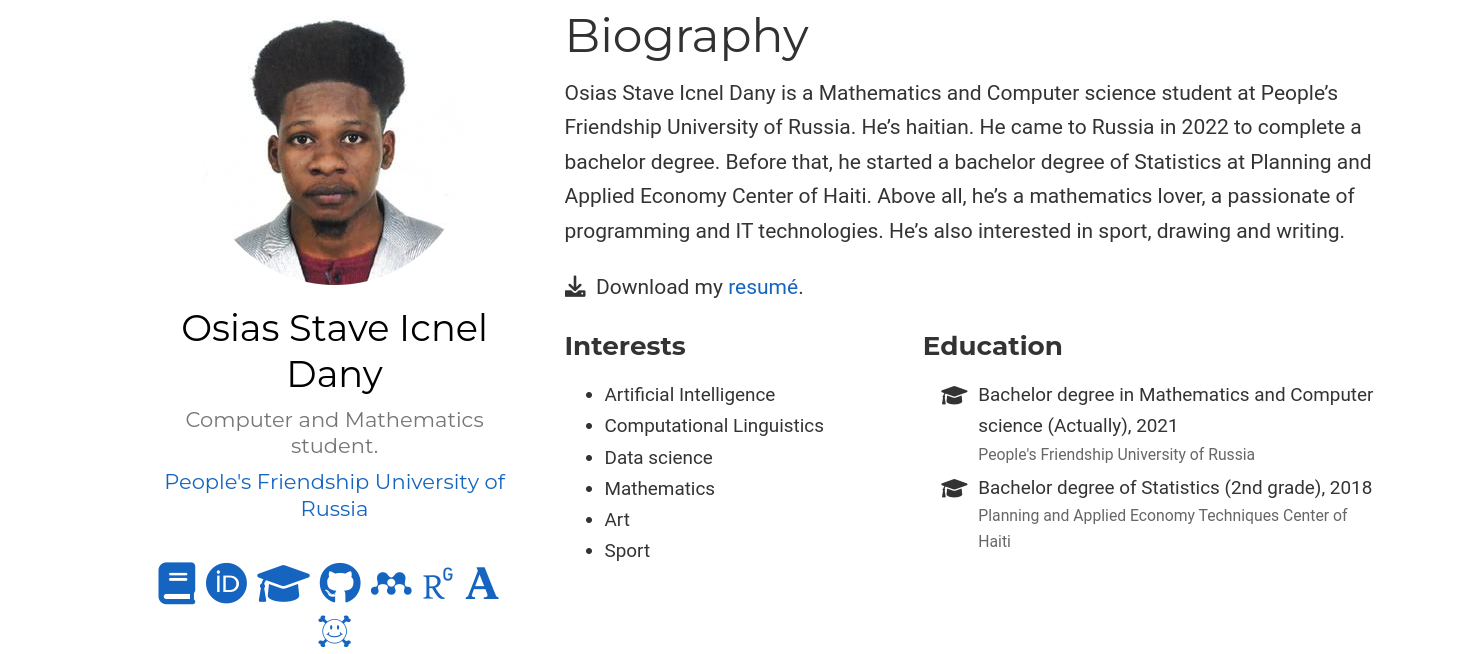 Osias Stave Icnel
Dany
Computer and Mathematics
student.
People's Friendship University of
Russia
iD
RG
A
Biography
Osias Stave Icnel Dany is a Mathematics and Computer science student at People’s
Friendship University of Russia. He’s haitian. He came to Russia in 2022 to complete a
bachelor degree. Before that, he started a bachelor degree of Statistics at Planning and
Applied Economy Center of Haiti. Above all, he’s a mathematics lover, a passionate of
programming and IT technologies. He’s also interested in sport, drawing and writing.
Download my resumé.
Interests
Artificial Intelligence
Computational Linguistics
Data science
Mathematics
Art
Sport
Education
Bachelor degree in Mathematics and Computer
science (Actually), 2021
People's Friendship University of Russia
Bachelor degree of Statistics (2nd grade), 2018
Planning and Applied Economy Techniques Center of
Haiti